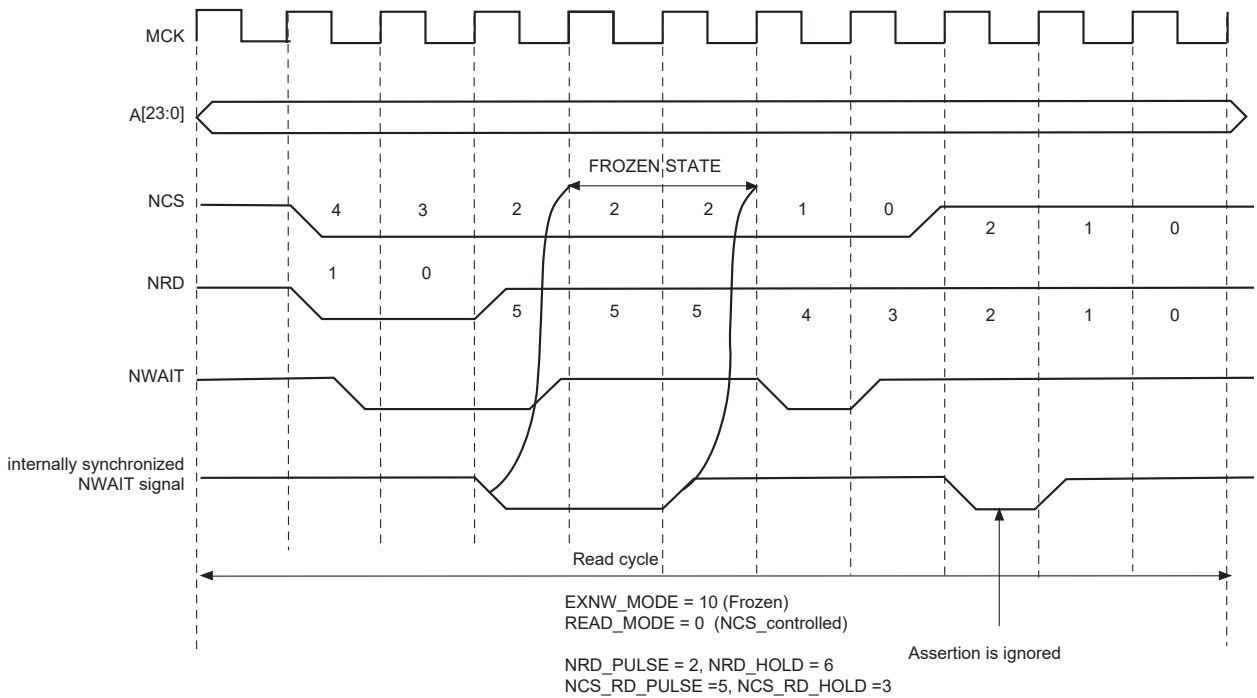 MCK
A[23:0]
FROZEN STATE
NCS
4 3 2 2 2 1 0
2 1 0
NRD
1 0
5 5 5 4 3 2 1 0
NWAIT
internally synchronized
NWAIT signal
Read cycle
EXNW_MODE = 10 (Frozen)
READ_MODE = 0 (NCS_controlled)
Assertion is ignored
NRD_PULSE = 2, NRD_HOLD = 6
NCS_RD_PULSE =5, NCS_RD_HOLD =3